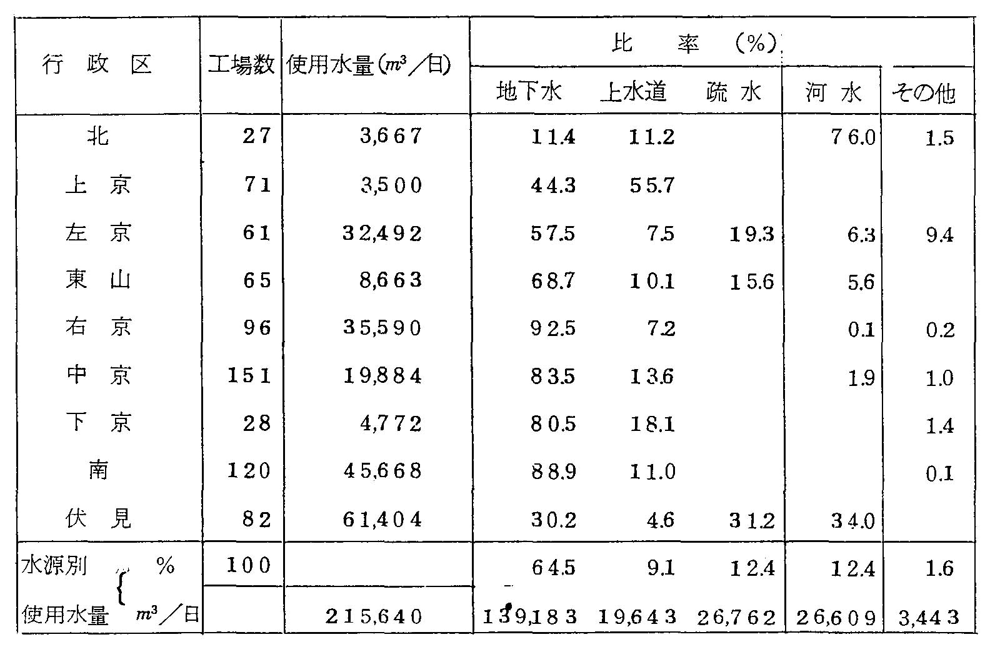 比 率 (%)
行 政 区 工場数 使用水量(m³/日)
地下水 上水道 疏水 河水 その他
北 27 3,667 11.4 11.2 76.0 1.5
上京 71 3,500 44.3 55.7
左京 61 32,492 57.5 7.5 19.3 6.3 9.4
東山 65 8,663 68.7 10.1 15.6 5.6
右京 96 35,590 92.5 7.2 0.1 0.2
中京 151 19,884 83.5 13.6 1.9 1.0
下京 28 4,772 80.5 18.1 1.4
南 120 45,668 88.9 11.0 0.1
伏見 82 61,404 30.2 4.6 31.2 34.0
水源別 { % 100 64.5 9.1 12.4 12.4 1.6
使用水量 m³/日 215,640 139,183 19,643 26,762 26,609 3,443